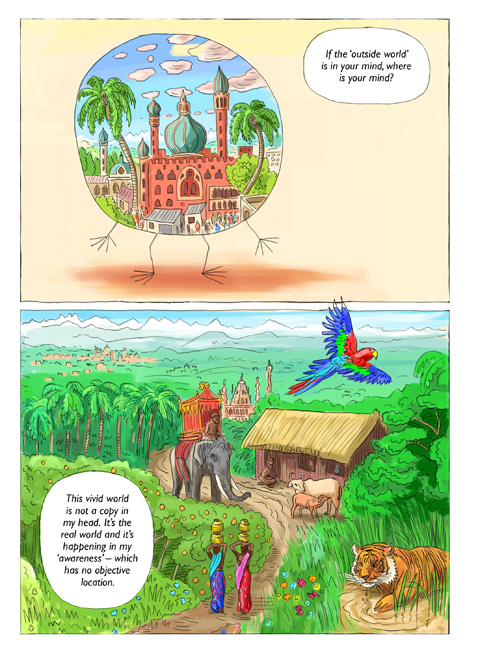 If the ‘outside world’
is in your mind, where
is your mind?
This vivid world
is not a copy in
my head. It’s the
real world and it’s
happening in my
‘awareness’ – which
has no objective
location.